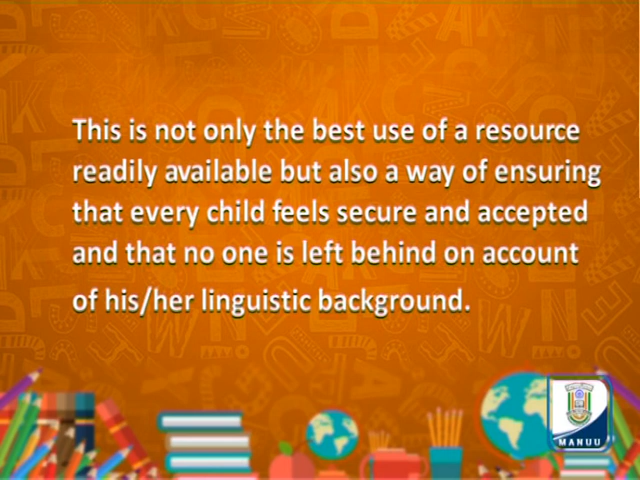 This is not only the best use of a resource
readily available but also a way of ensuring
that every child feels secure and accepted
and that no one is left behind on account
of his/her linguistic background.
MANUU